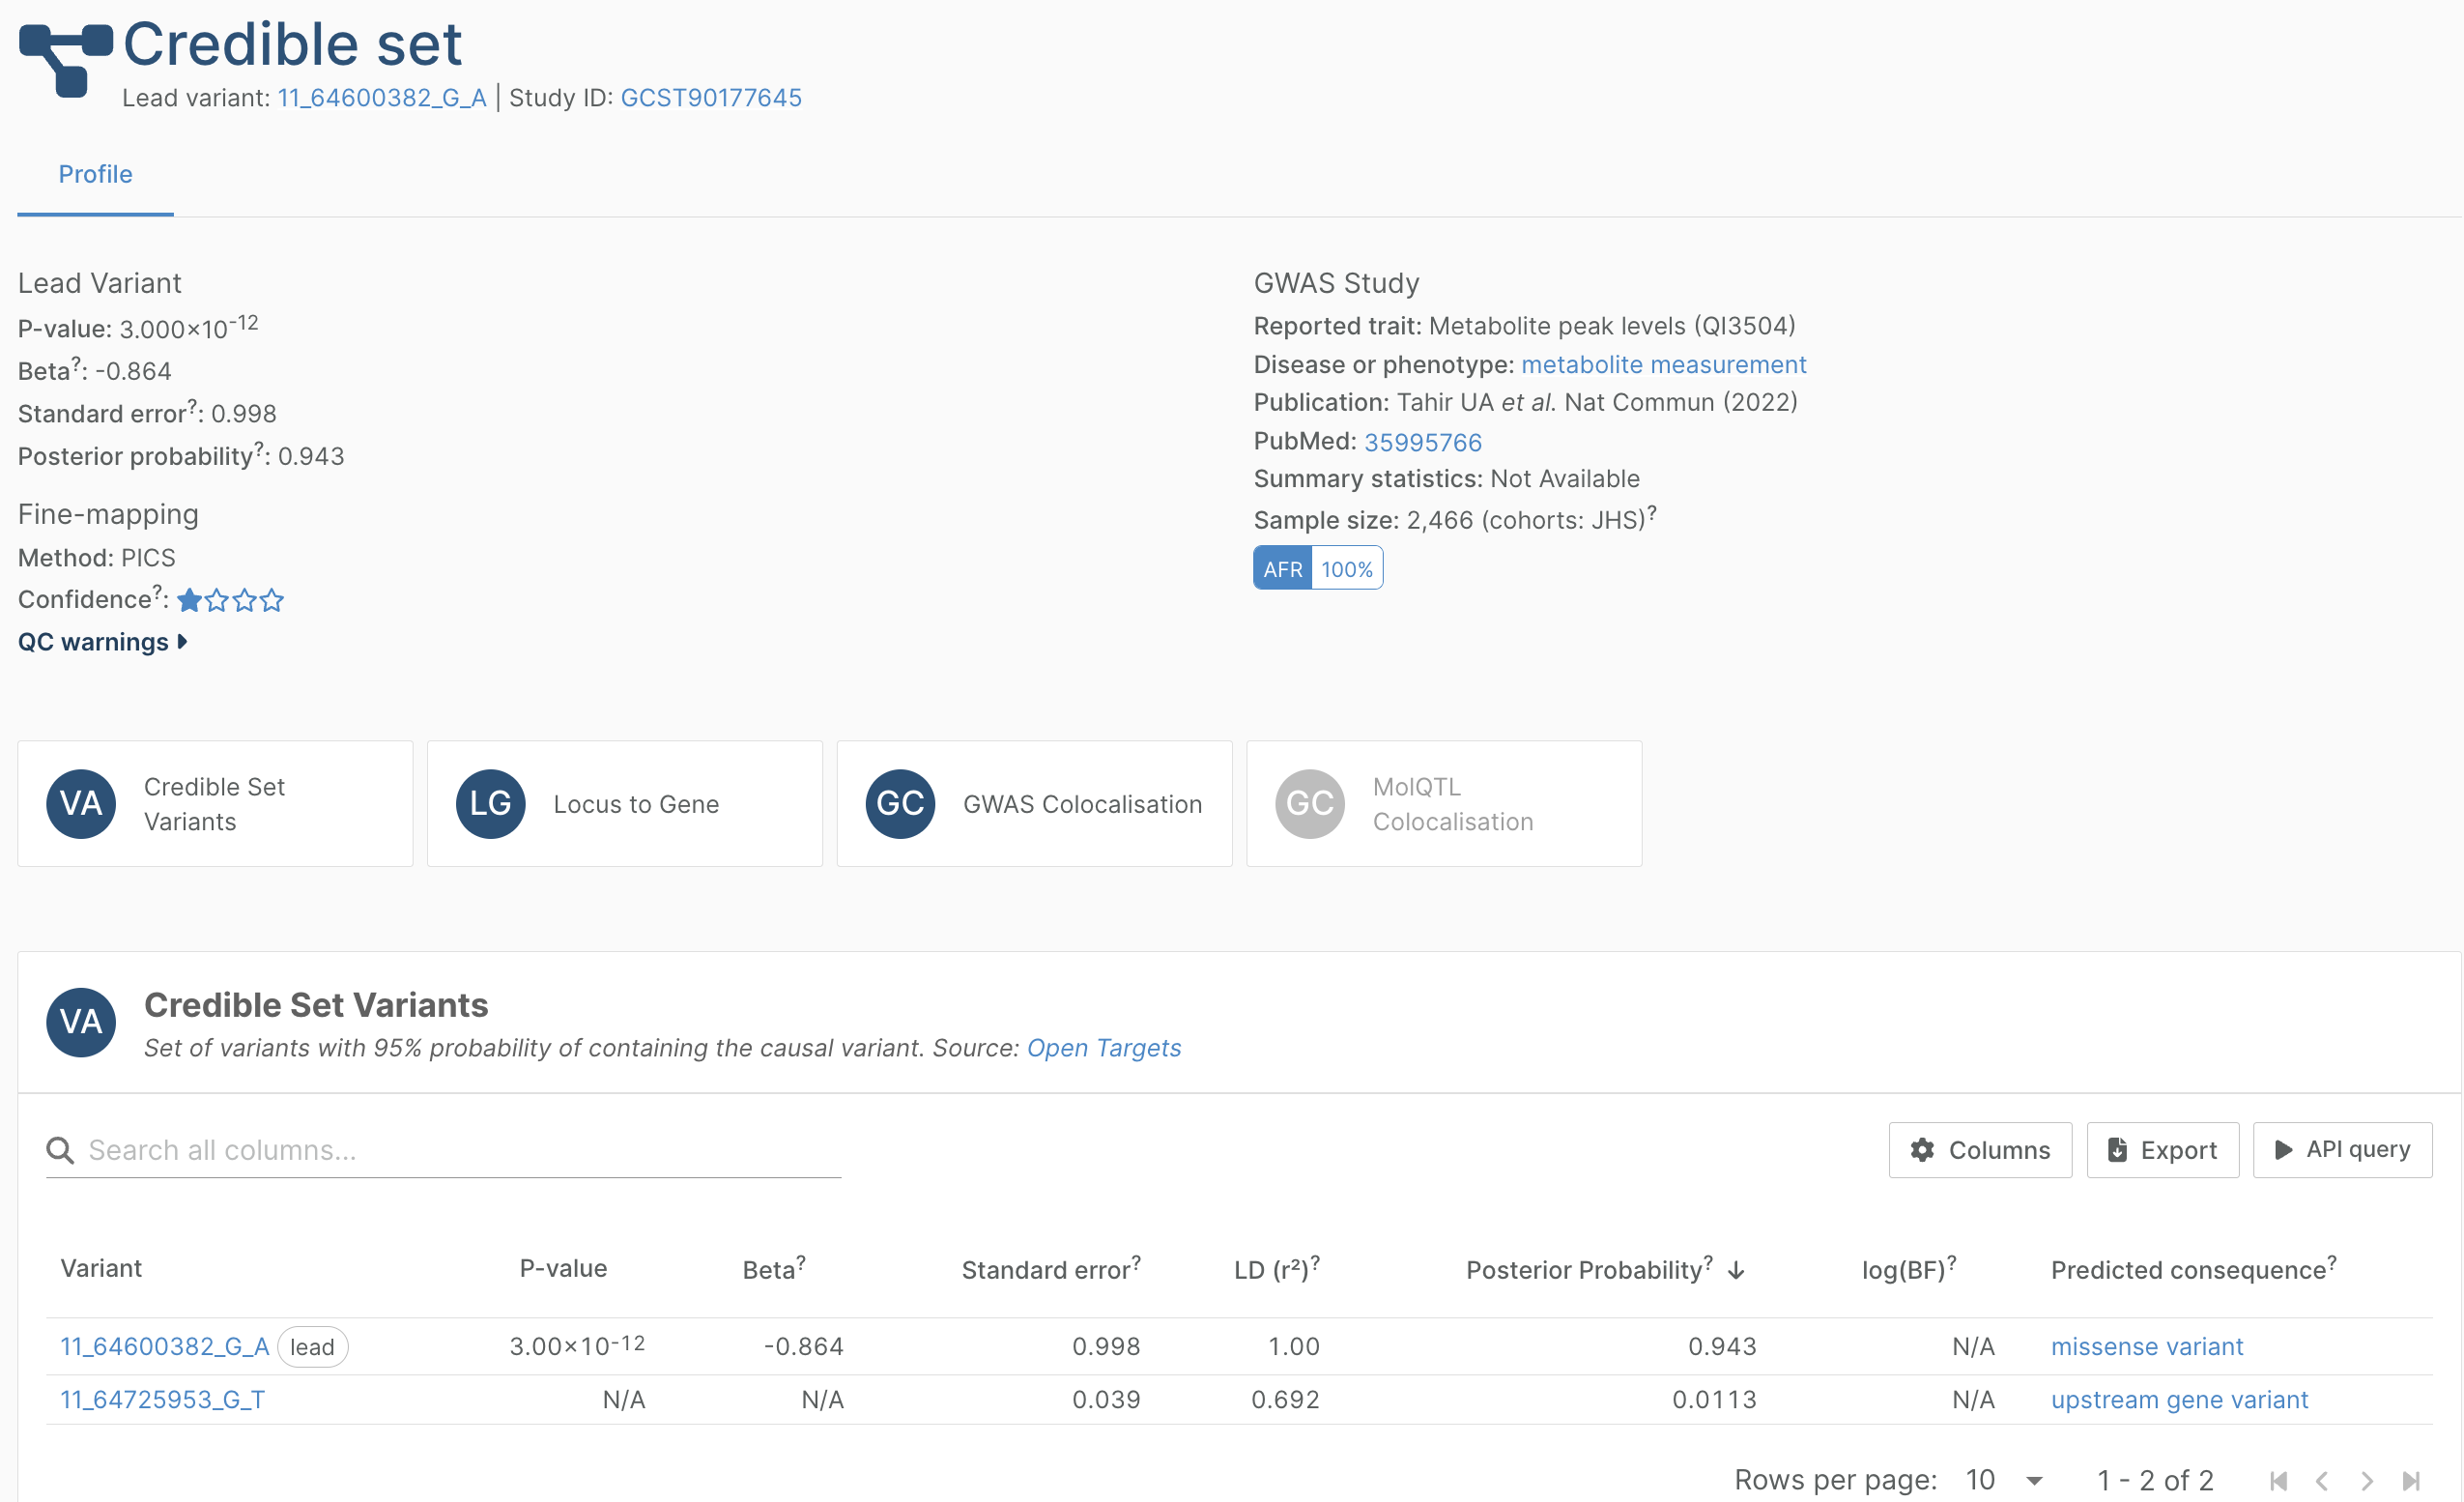 Credible set
Lead variant: 11_64600382_G_A | Study ID: GCST90177645
Profile
Lead Variant
P-value: 3.000×10-12
Beta?: -0.864
Standard error?: 0.998
Posterior probability?: 0.943
Fine-mapping
Method: PICS
Confidence?:
QC warnings
GWAS Study
Reported trait: Metabolite peak levels (QI3504)
Disease or phenotype: metabolite measurement
Publication: Tahir UA et al. Nat Commun (2022)
PubMed: 35995766
Summary statistics: Not Available
Sample size: 2,466 (cohorts: JHS)?
AFR 100%
VA Credible Set
Variants
LG Locus to Gene
GC GWAS Colocalisation
GC MolQTL
Colocalisation
VA Credible Set Variants
Set of variants with 95% probability of containing the causal variant. Source: Open Targets
Search all columns...
Columns Export API query
Variant P-value Beta? Standard error? LD (r²)? Posterior Probability? log(BF)? Predicted consequence?
11_64600382_G_A lead 3.00×10-12 -0.864 0.998 1.00 0.943 N/A missense variant
11_64725953_G_T N/A N/A 0.039 0.692 0.0113 N/A upstream gene variant
Rows per page: 10 1 - 2 of 2